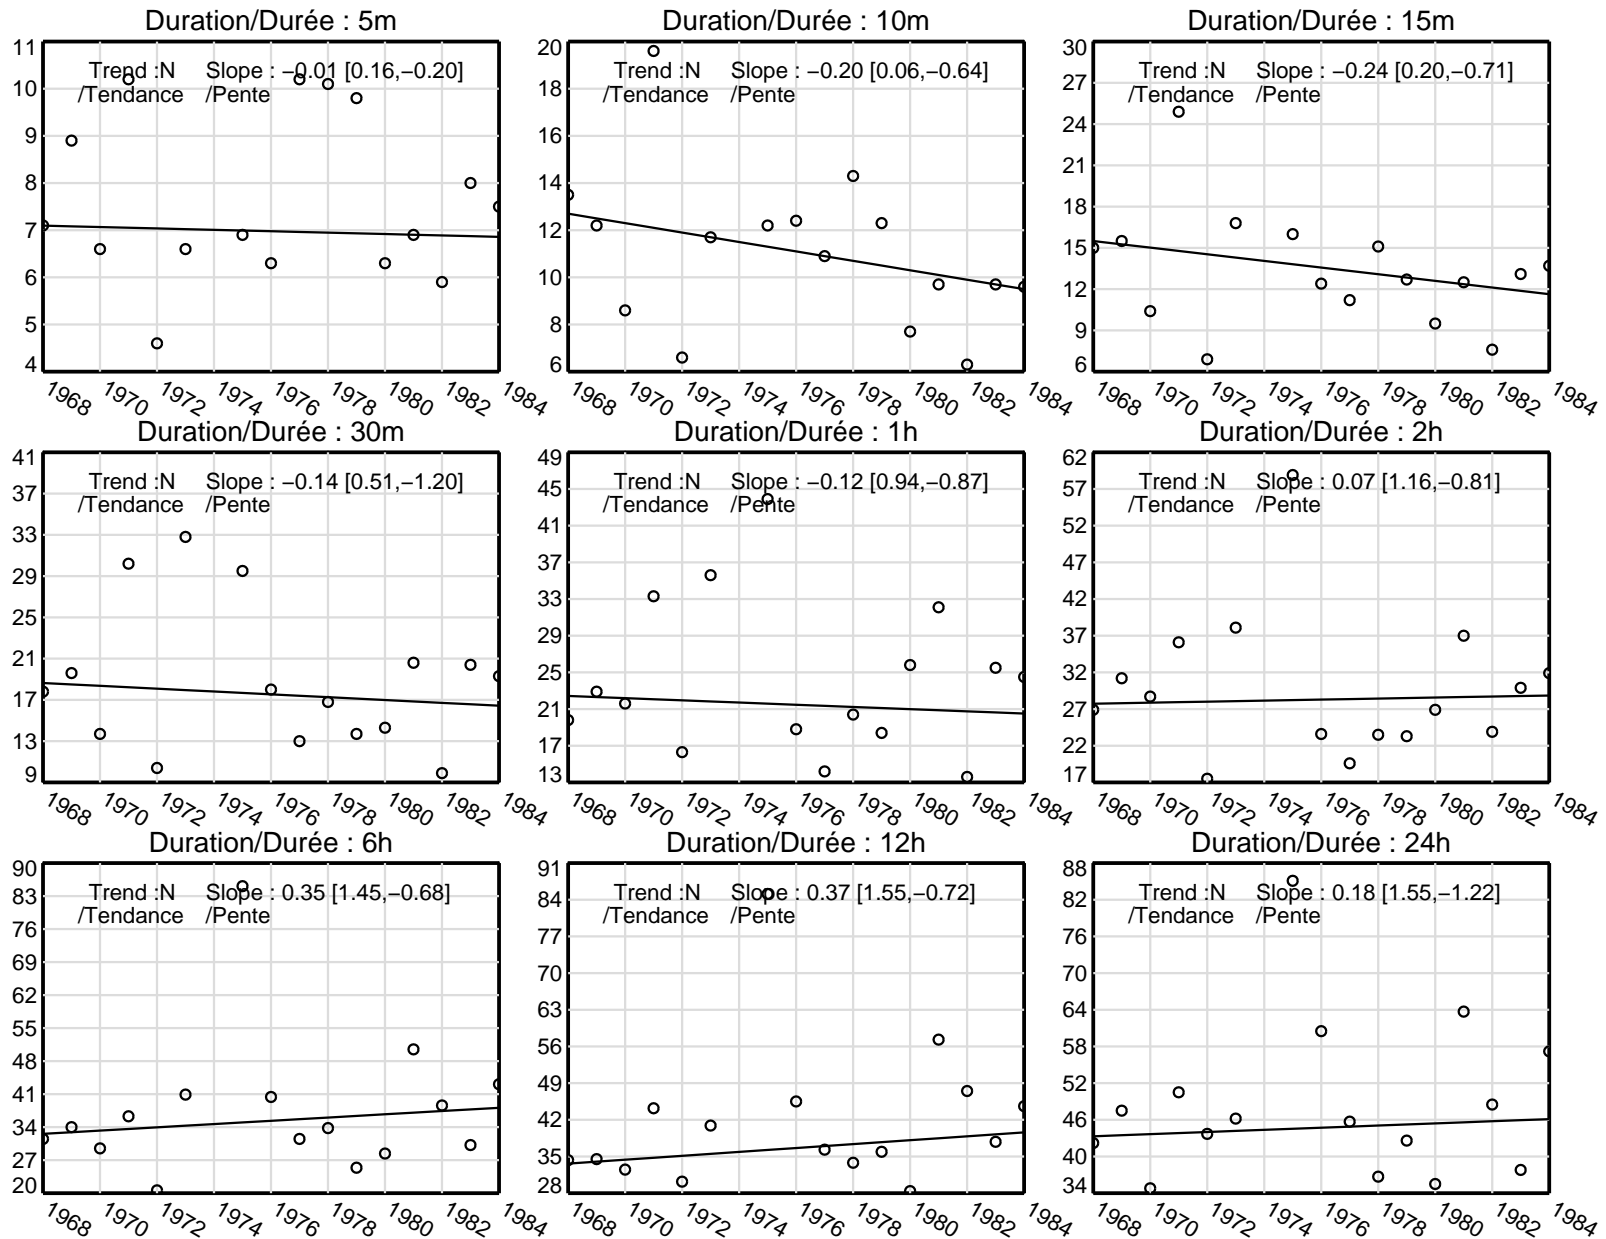 Duration/Durée : 5m
Trend :N Slope : −0.01 [0.16,−0.20]
/Tendance /Pente
11
10
9
8
7
6
5
4
1968 1970 1972 1974 1976 1978 1980 1982 1984
Duration/Durée : 10m
Trend :N Slope : −0.20 [0.06,−0.64]
/Tendance /Pente
20
18
16
14
12
10
8
6
1968 1970 1972 1974 1976 1978 1980 1982 1984
Duration/Durée : 15m
Trend :N Slope : −0.24 [0.20,−0.71]
/Tendance /Pente
30
27
24
21
18
15
12
9
6
1968 1970 1972 1974 1976 1978 1980 1982 1984
Duration/Durée : 30m
Trend :N Slope : −0.14 [0.51,−1.20]
/Tendance /Pente
41
37
33
29
25
21
17
13
9
1968 1970 1972 1974 1976 1978 1980 1982 1984
Duration/Durée : 1h
Trend :N Slope : −0.12 [0.94,−0.87]
/Tendance /Pente
49
45
41
37
33
29
25
21
17
13
1968 1970 1972 1974 1976 1978 1980 1982 1984
Duration/Durée : 2h
Trend :N Slope : 0.07 [1.16,−0.81]
/Tendance /Pente
62
57
52
47
42
37
32
27
22
17
1968 1970 1972 1974 1976 1978 1980 1982 1984
Duration/Durée : 6h
Trend :N Slope : 0.35 [1.45,−0.68]
/Tendance /Pente
90
83
76
69
62
55
48
41
34
27
20
1968 1970 1972 1974 1976 1978 1980 1982 1984
Duration/Durée : 12h
Trend :N Slope : 0.37 [1.55,−0.72]
/Tendance /Pente
91
84
77
70
63
56
49
42
35
28
1968 1970 1972 1974 1976 1978 1980 1982 1984
Duration/Durée : 24h
Trend :N Slope : 0.18 [1.55,−1.22]
/Tendance /Pente
88
82
76
70
64
58
52
46
40
34
1968 1970 1972 1974 1976 1978 1980 1982 1984